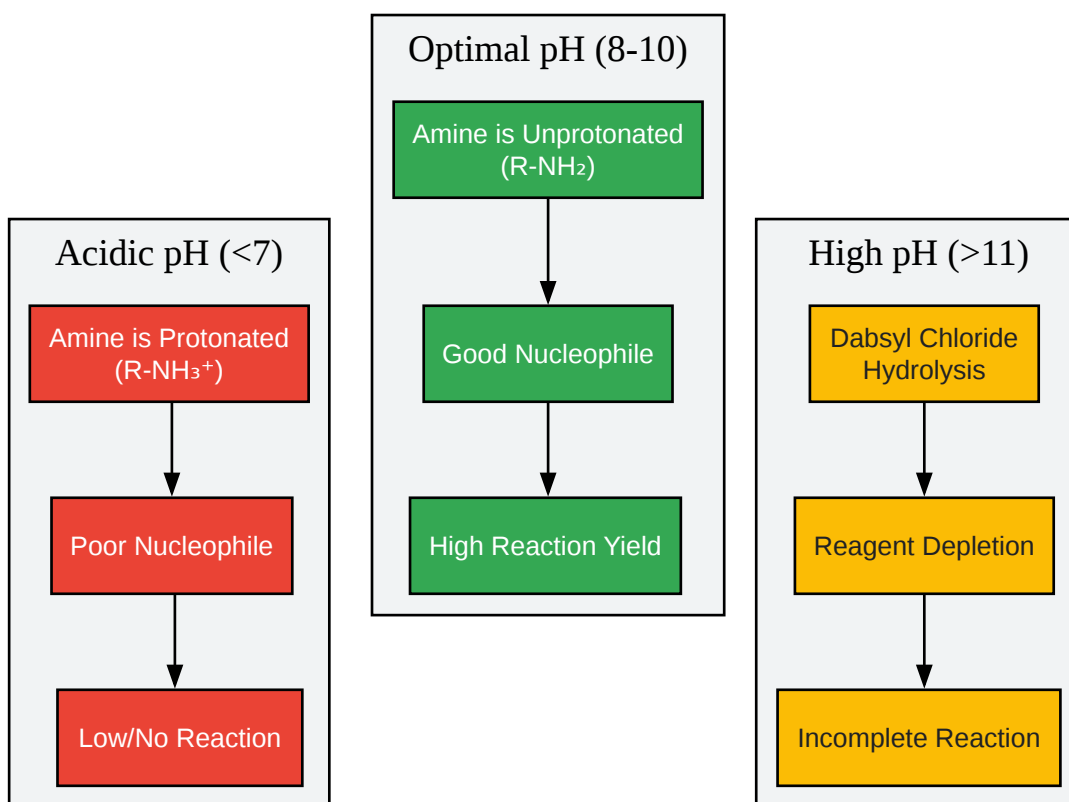 Acidic pH (<7)
Amine is Protonated
(R-NH₃⁺)
Poor Nucleophile
Low/No Reaction
Optimal pH (8-10)
Amine is Unprotonated
(R-NH₂)
Good Nucleophile
High Reaction Yield
High pH (>11)
Dabsyl Chloride
Hydrolysis
Reagent Depletion
Incomplete Reaction